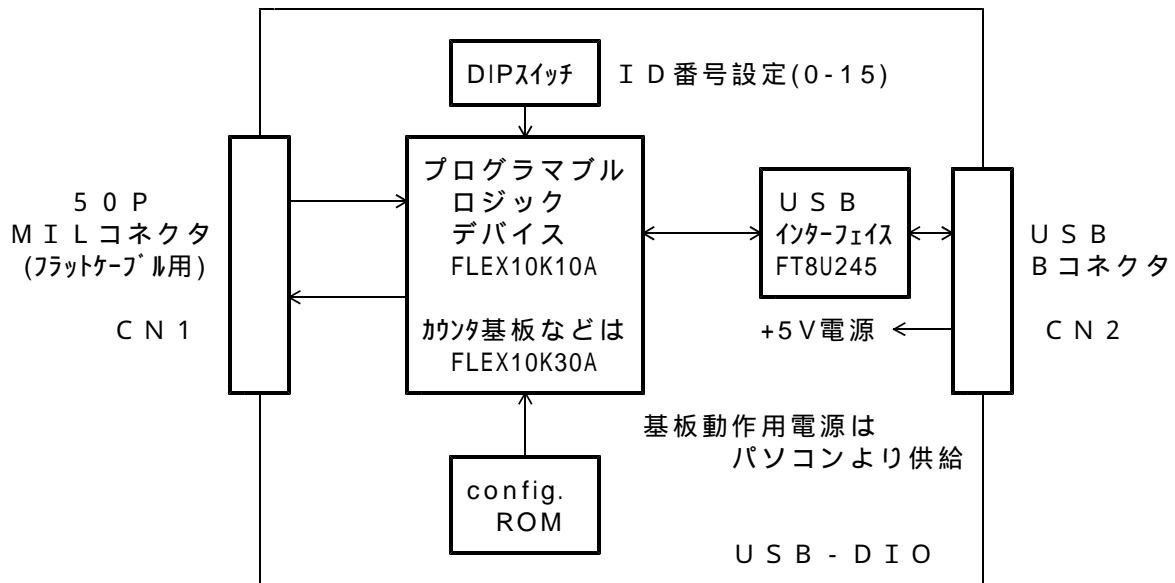 DIPスイッチ
ＩＤ番号設定(0-15)
５０Ｐ
ＭＩＬコネクタ
(フラットケーブル用)
ＣＮ１
プログラマブル
ロジック
デバイス
FLEX10K10A
カウンタ基板などは
FLEX10K30A
ＵＳＢ
インターフェイス
FT8U245
+5V電源
ＵＳＢ
Ｂコネクタ
ＣＮ２
基板動作用電源は
パソコンより供給
config.
ROM
ＵＳＢ-ＤＩＯ